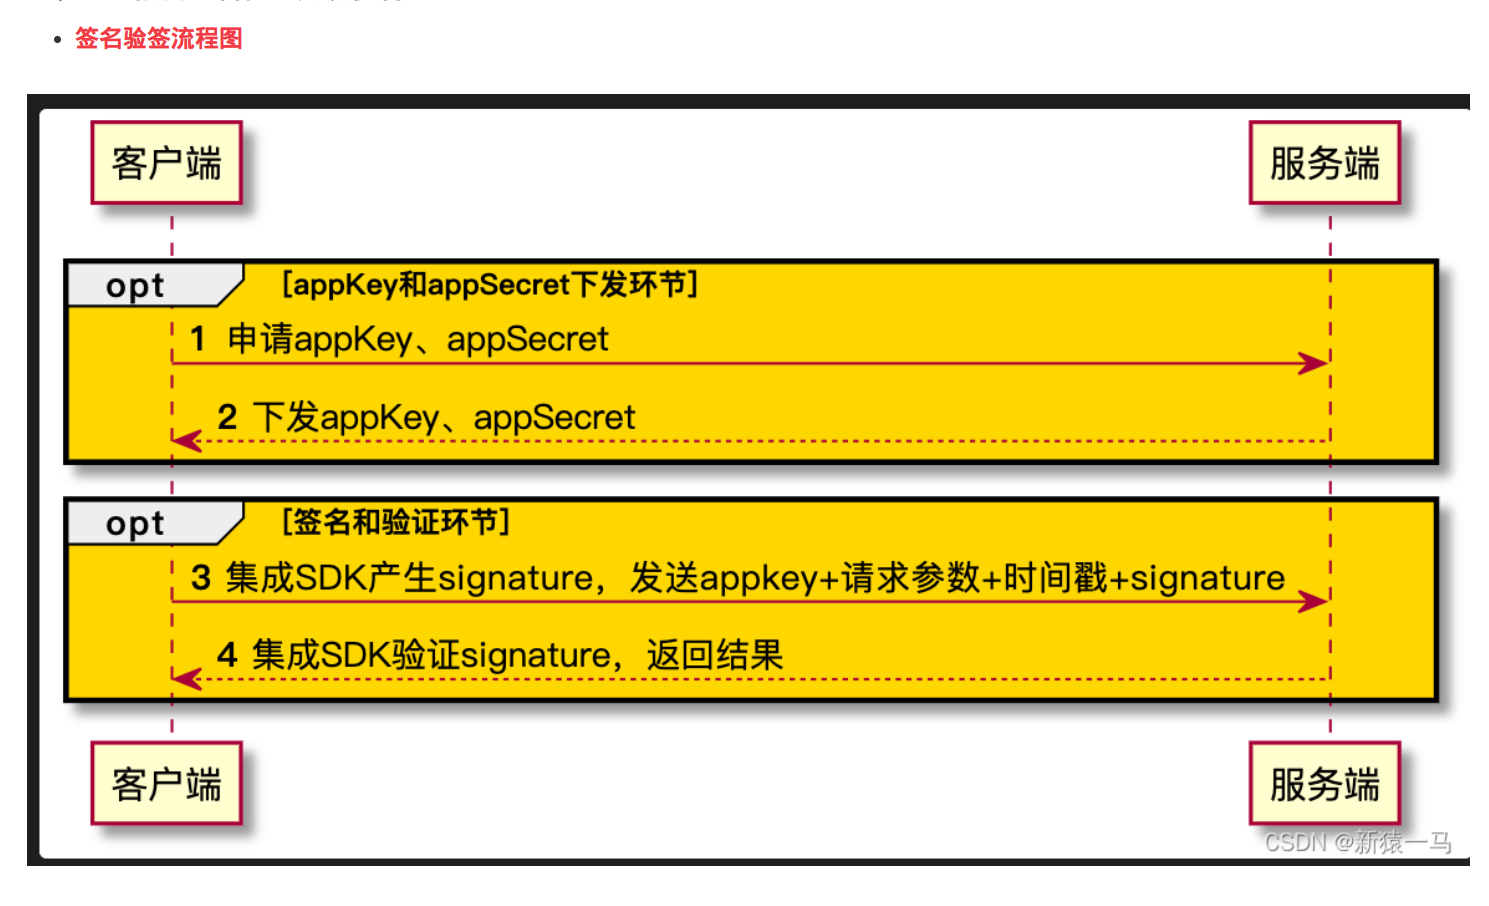 签名验签流程图
客户端
服务端
opt [appKey和appSecret下发环节]
1 申请appKey、appSecret
2 下发appKey、appSecret
opt [签名和验证环节]
3 集成SDK产生signature，发送appkey+请求参数+时间戳+signature
4 集成SDK验证signature，返回结果
客户端
服务端
CSDN @新猿一马